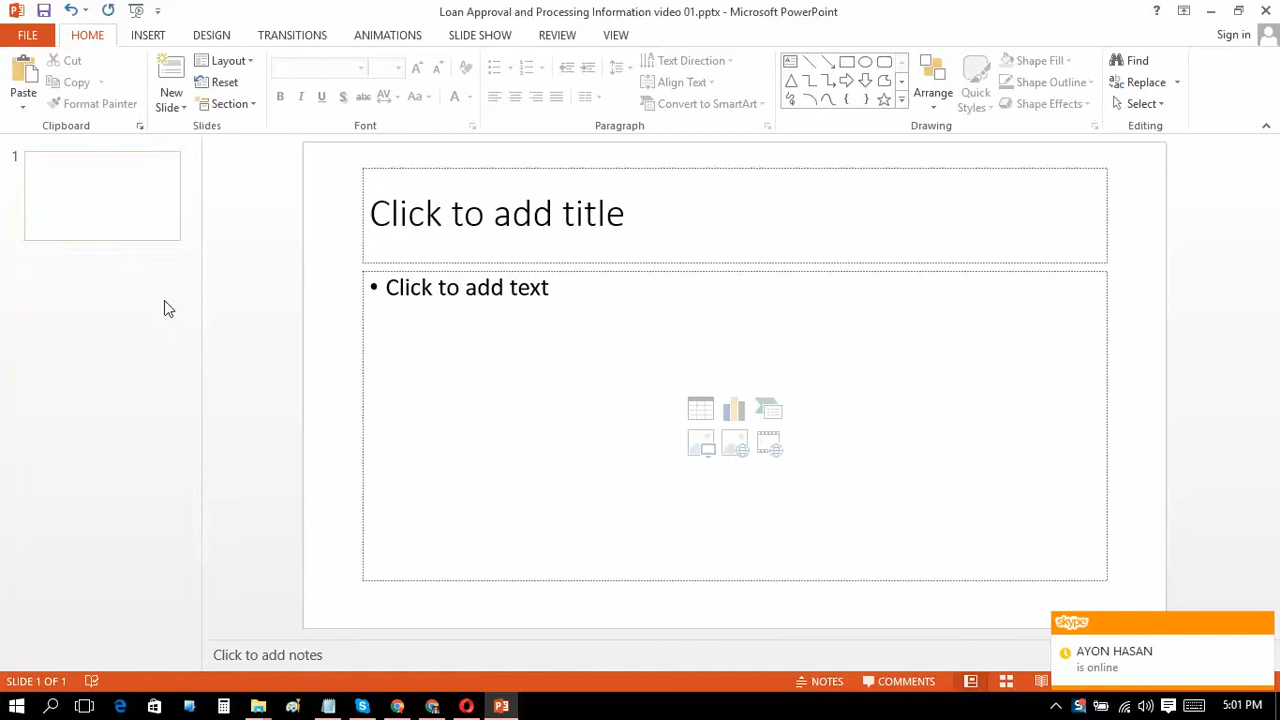 Loan Approval and Processing Information video 01.pptx - Microsoft PowerPoint
?
FILE HOME INSERT DESIGN TRANSITIONS ANIMATIONS SLIDE SHOW REVIEW VIEW Sign in
Paste
Cut
Copy
Format Painter
Clipboard
New Slide
Layout
Reset
Section
Slides
B I U S abc AV Aa A
Font
Text Direction
Align Text
Convert to SmartArt
Paragraph
Arrange
Quick Styles
Shape Fill
Shape Outline
Shape Effects
Drawing
Find
Replace
Select
Editing
1
Click to add title
• Click to add text
Click to add notes
skype
AYON HASAN
is online
SLIDE 1 OF 1 NOTES COMMENTS
5:01 PM